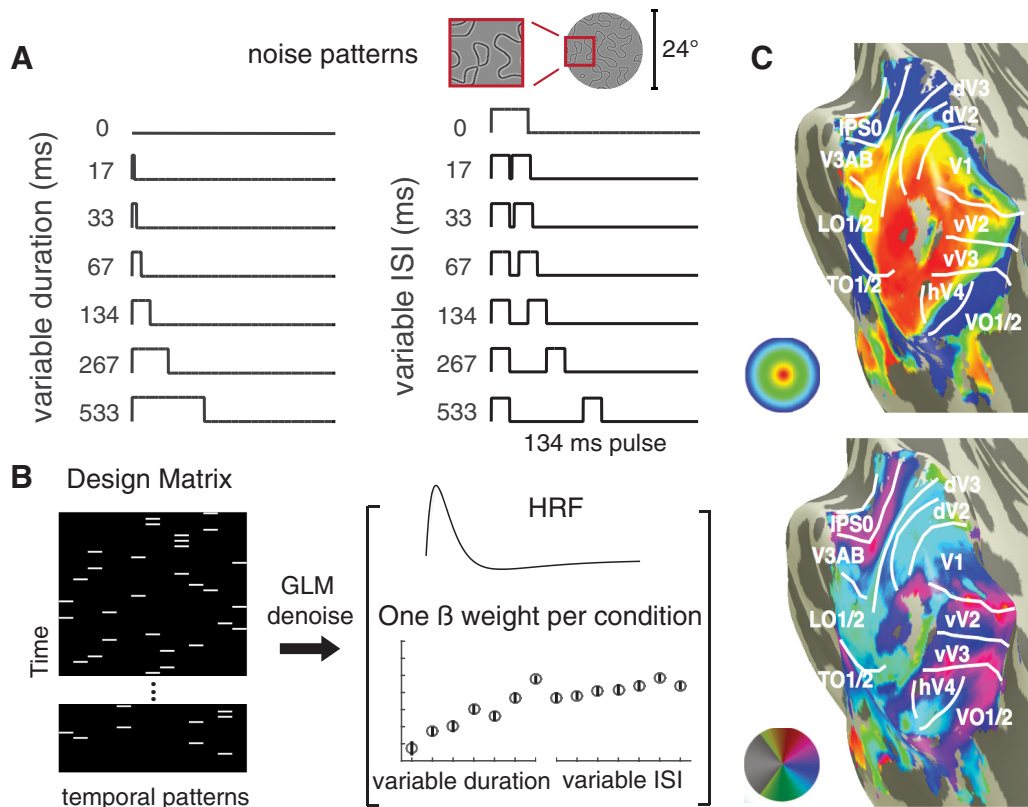 A
noise patterns
24°
variable duration (ms)
0
17
33
67
134
267
533
variable ISI (ms)
0
17
33
67
134
267
533
134 ms pulse
B
Design Matrix
Time
temporal patterns
GLM
denoise
HRF
One ß weight per condition
variable duration
variable ISI
C
dV3
dV2
IPS0
V3AB
V1
LO1/2
vV2
vV3
TO1/2
hV4
VO1/2
dV3
dV2
IPS0
V3AB
V1
LO1/2
vV2
vV3
TO1/2
hV4
VO1/2